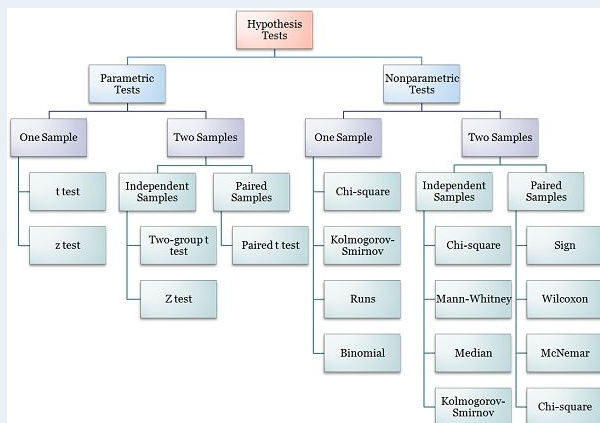 Hypothesis
Tests
Parametric
Tests
Nonparametric
Tests
One Sample
Two Samples
One Sample
Two Samples
t test
Independent
Samples
Paired
Samples
Chi-square
Independent
Samples
Paired
Samples
z test
Two-group t
test
Paired t test
Kolmogorov-
Smirnov
Chi-square
Sign
Z test
Runs
Mann-Whitney
Wilcoxon
Binomial
Median
McNemar
Kolmogorov-
Smirnov
Chi-square